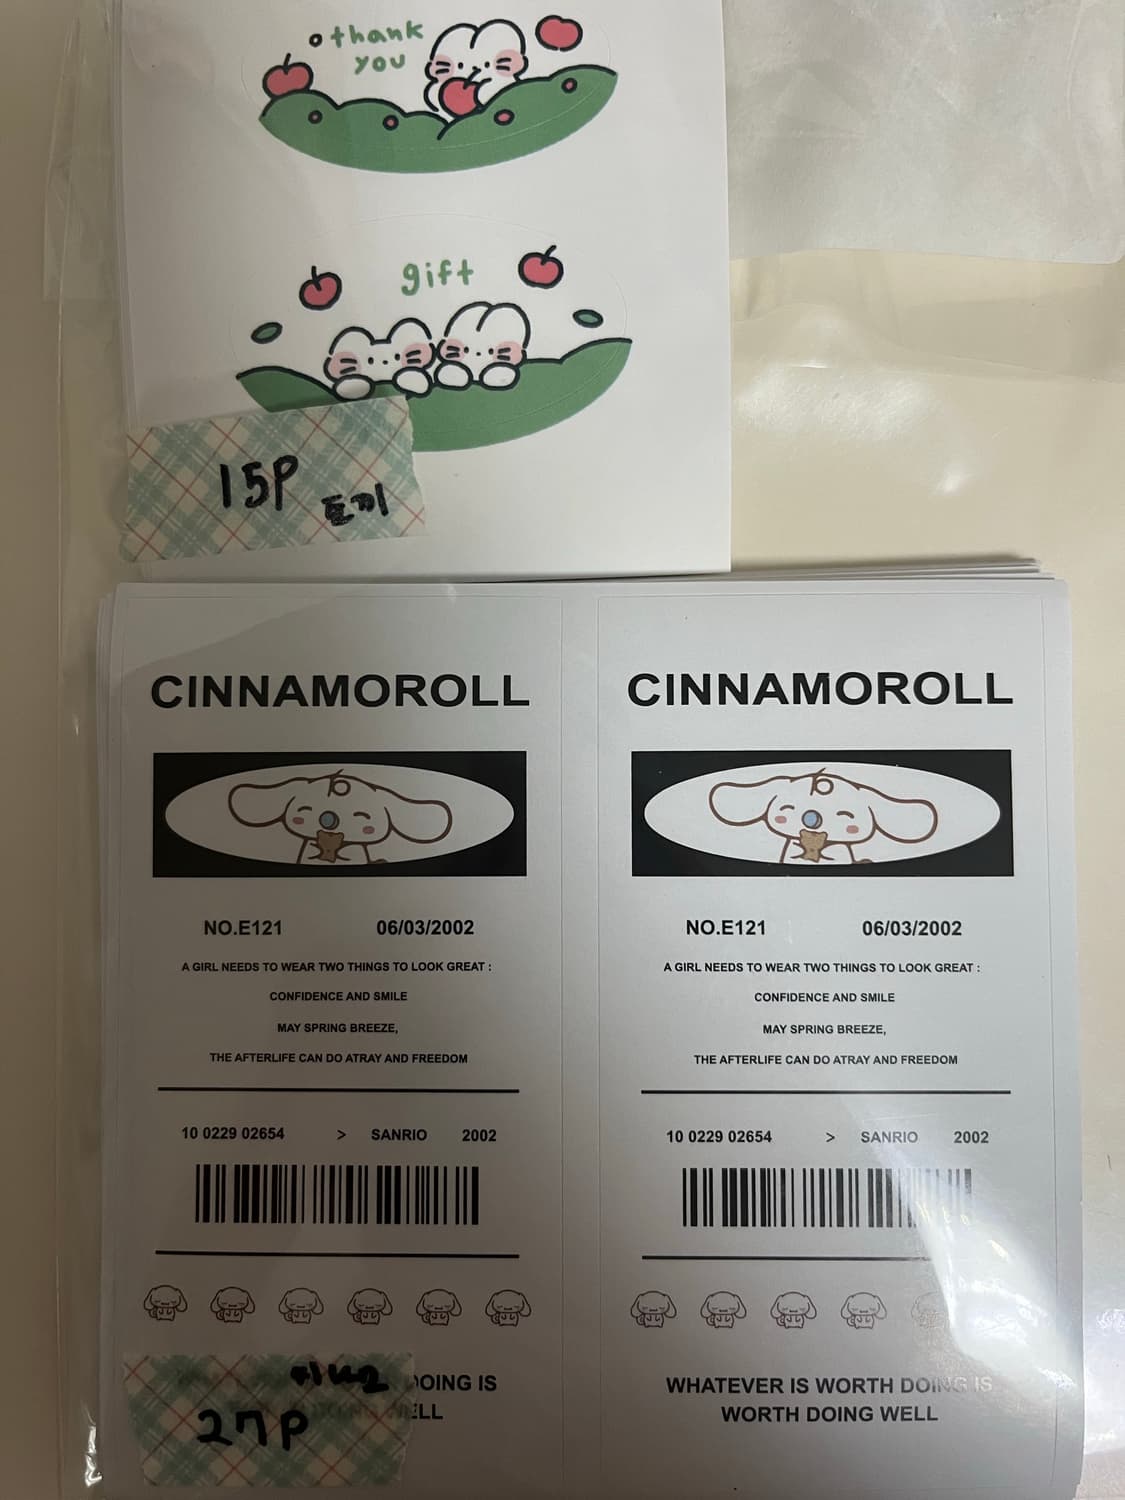 thank
you
gift
15P 토끼
CINNAMOROLL
NO.E121 06/03/2002
A GIRL NEEDS TO WEAR TWO THINGS TO LOOK GREAT :
CONFIDENCE AND SMILE
MAY SPRING BREEZE,
THE AFTERLIFE CAN DO ATRAY AND FREEDOM
10 0229 02654 > SANRIO 2002
DOING IS
WELL
27P
CINNAMOROLL
NO.E121 06/03/2002
A GIRL NEEDS TO WEAR TWO THINGS TO LOOK GREAT :
CONFIDENCE AND SMILE
MAY SPRING BREEZE,
THE AFTERLIFE CAN DO ATRAY AND FREEDOM
10 0229 02654 > SANRIO 2002
WHATEVER IS WORTH DOING IS
WORTH DOING WELL